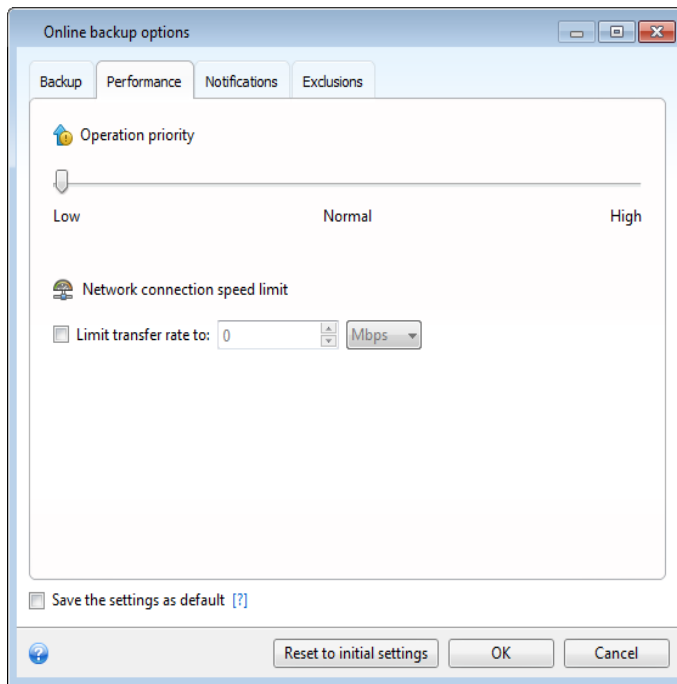 Online backup options
Backup Performance Notifications Exclusions
Operation priority
Low Normal High
Network connection speed limit
Limit transfer rate to: 0 Mbps
Save the settings as default [?]
? Reset to initial settings OK Cancel